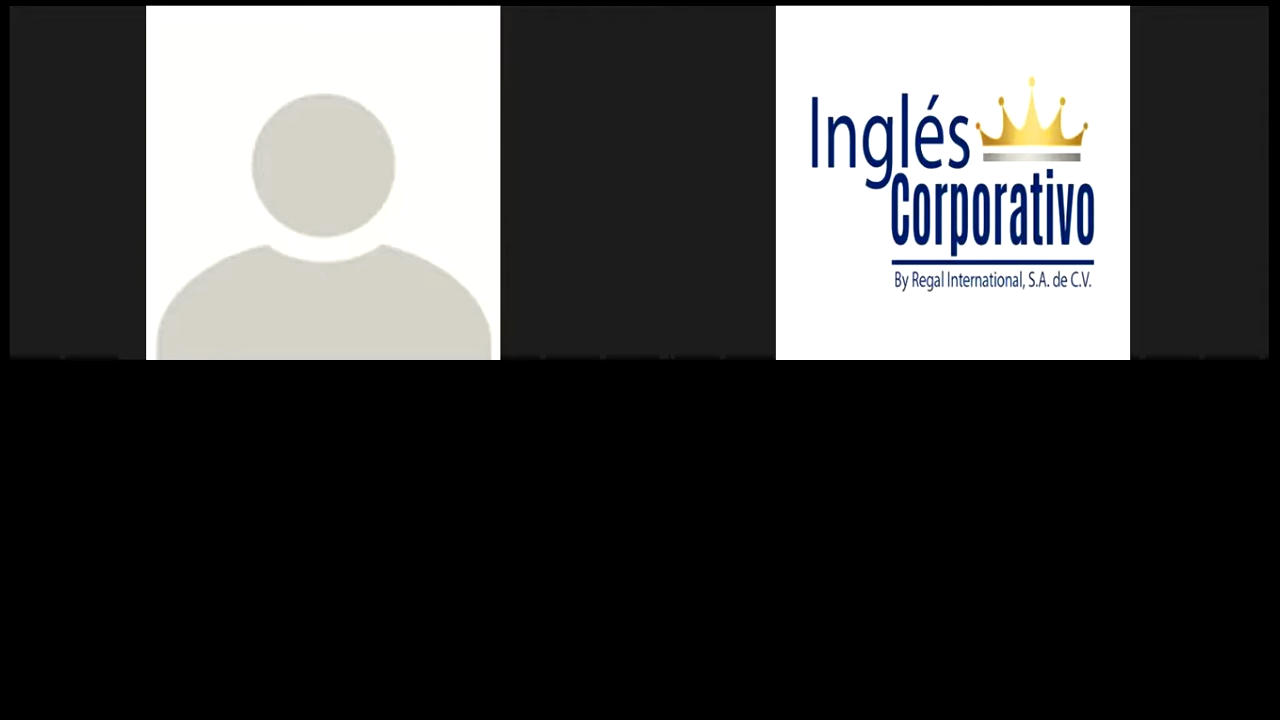 Inglés
Corporativo
By Regal International, S.A. de C.V.